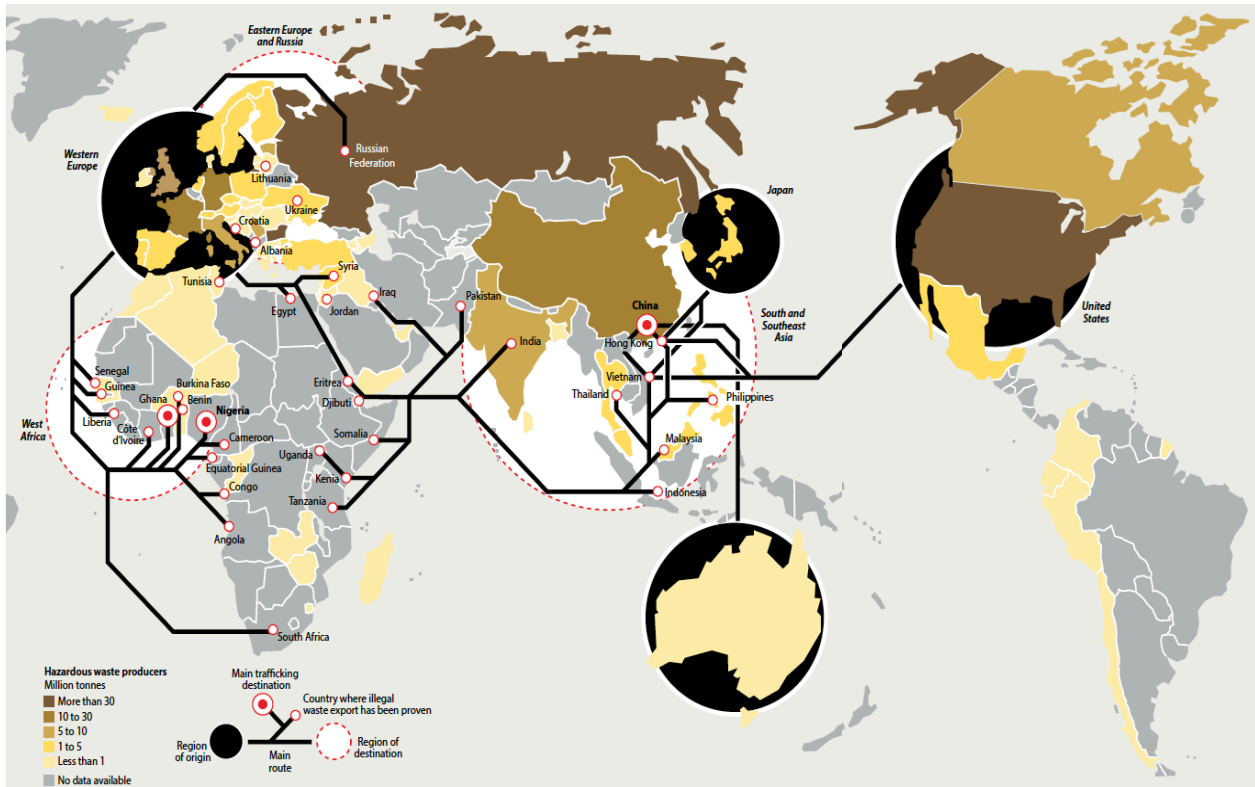 Eastern Europe
and Russia
Western
Europe
Russian
Federation
Lithuania
Ukraine
Croatia
Albania
Japan
Tunisia
Syria
Iraq
Pakistan
Egypt
Jordan
China
South and
Southeast
Asia
United
States
India
Hong Kong
Senegal
Guinea
Burkina Faso
Ghana
Benin
Nigeria
Eritrea
Djibuti
Vietnam
Thailand
Philippines
Liberia
Côte
d'Ivoire
West
Africa
Cameroon
Somalia
Malaysia
Uganda
Equatorial Guinea
Kenia
Congo
Tanzania
Indonesia
Angola
South Africa
Hazardous waste producers
Million tonnes
More than 30
10 to 30
5 to 10
1 to 5
Less than 1
No data available
Main trafficking
destination
Country where illegal
waste export has been proven
Region
of origin
Main
route
Region of
destination